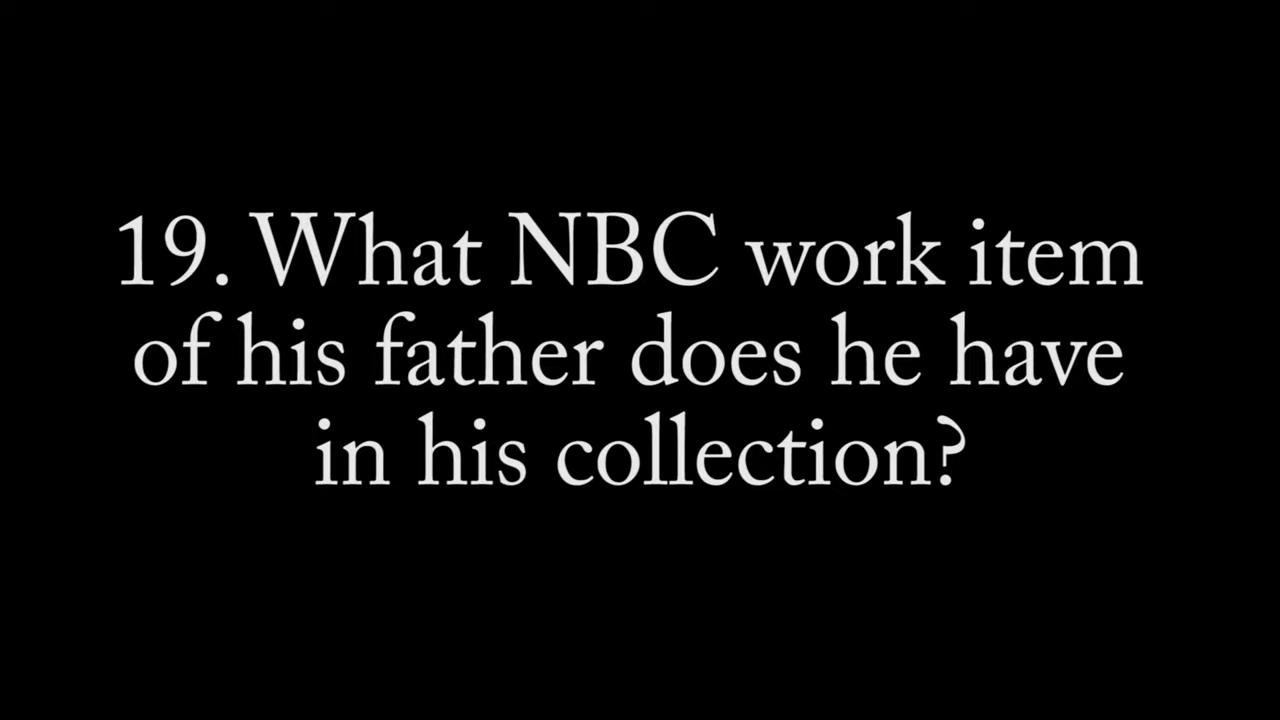 19. What NBC work item
of his father does he have
in his collection?